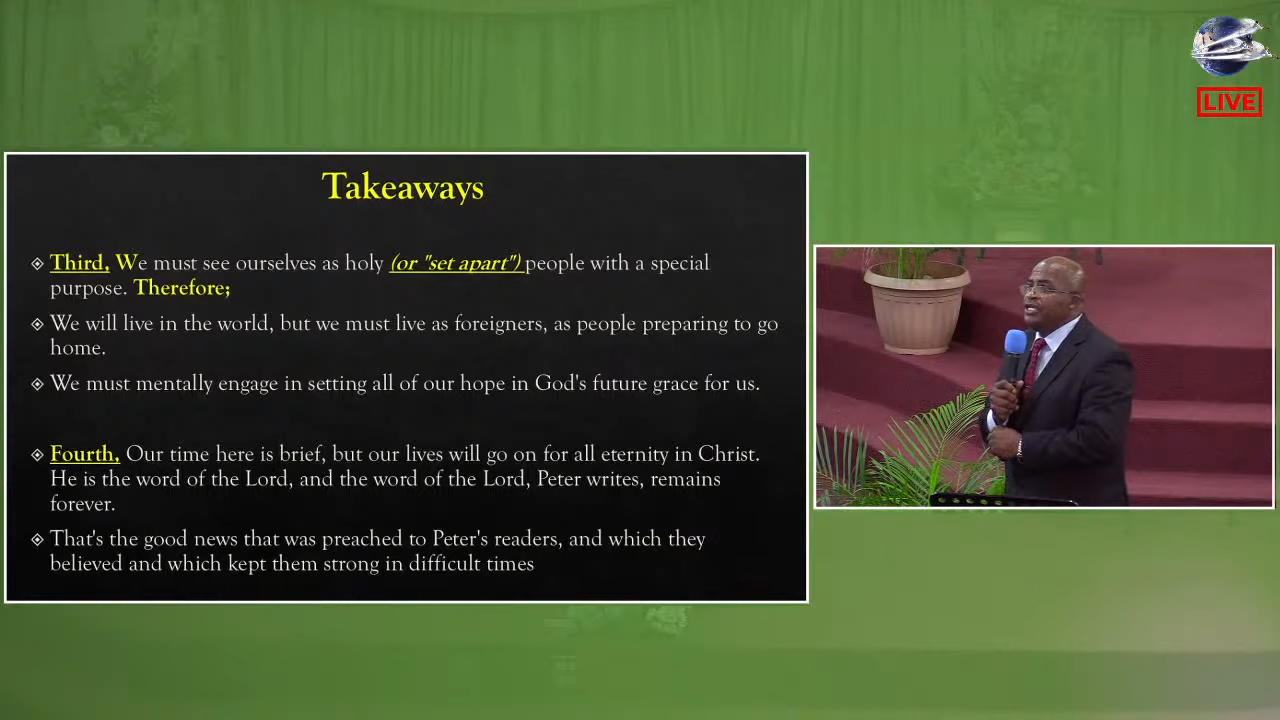 LIVE
Takeaways
Third, We must see ourselves as holy (or "set apart") people with a special
purpose. Therefore;
We will live in the world, but we must live as foreigners, as people preparing to go
home.
We must mentally engage in setting all of our hope in God's future grace for us.
Fourth, Our time here is brief, but our lives will go on for all eternity in Christ.
He is the word of the Lord, and the word of the Lord, Peter writes, remains
forever.
That's the good news that was preached to Peter's readers, and which they
believed and which kept them strong in difficult times